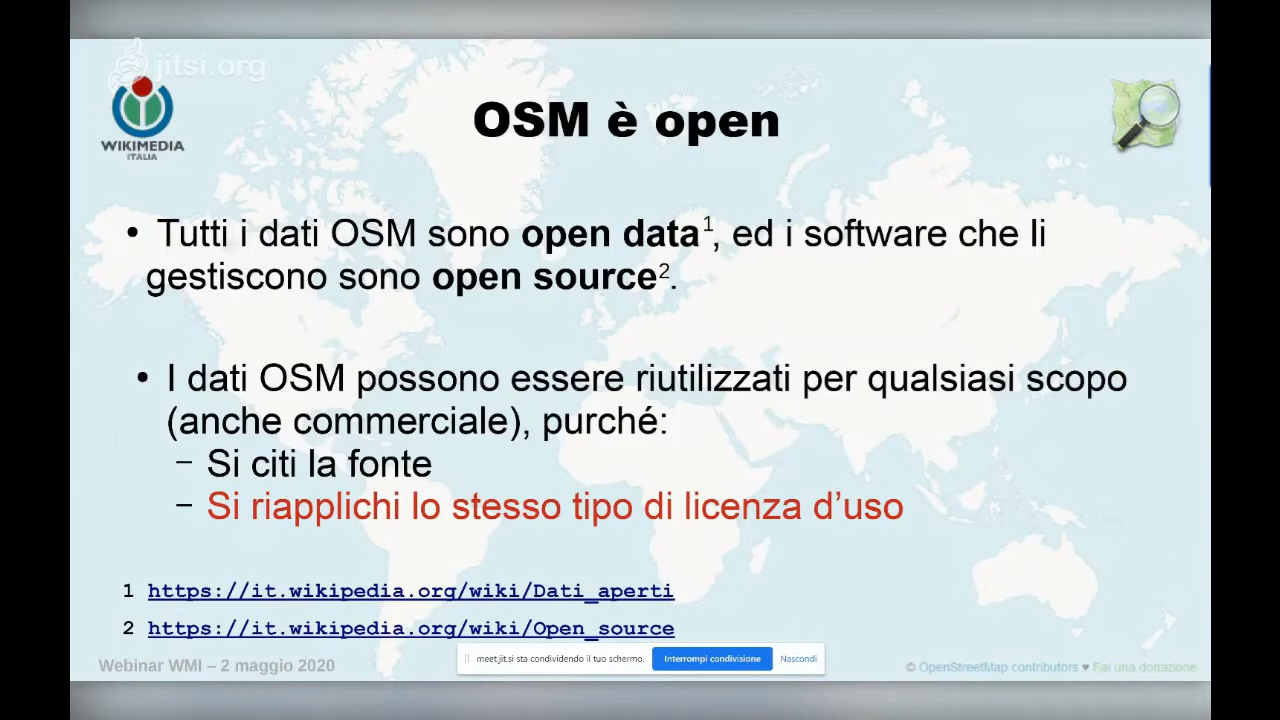 jitsi.org
WIKIMEDIA
ITALIA
OSM è open
• Tutti i dati OSM sono open data1, ed i software che li
gestiscono sono open source2.
• I dati OSM possono essere riutilizzati per qualsiasi scopo
(anche commerciale), purché:
– Si citi la fonte
– Si riapplichi lo stesso tipo di licenza d’uso
1 https://it.wikipedia.org/wiki/Dati_aperti
2 https://it.wikipedia.org/wiki/Open_source
meet.jit.si sta condividendo il tuo schermo. Interrompi condivisione Nascondi
Webinar WMI – 2 maggio 2020
© OpenStreetMap contributors ♥ Fai una donazione